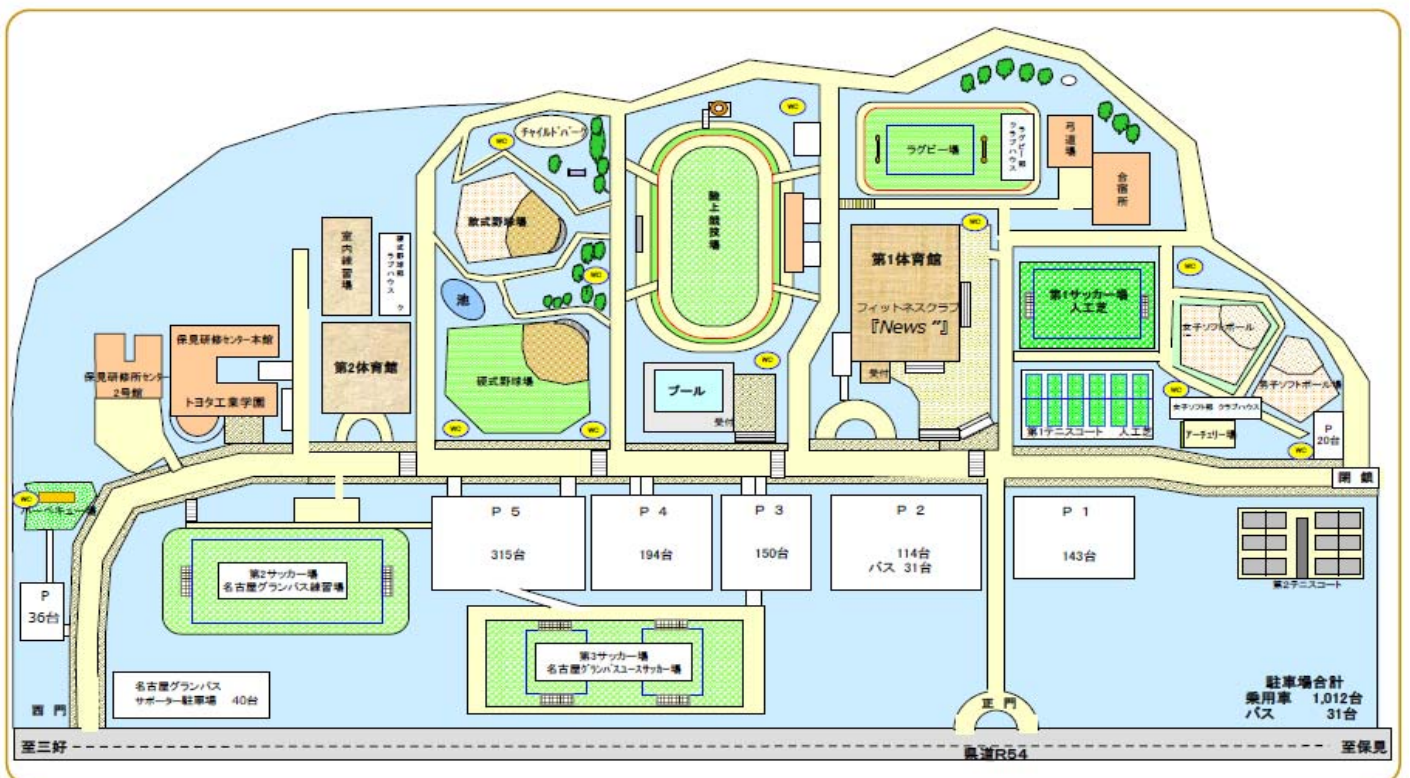 WC
チャイルドパーク
WC
ラグビー場
ラグビー部
クラブハウス
弓道場
合宿所
軟式野球場
陸上競技場
WC
室内練習場
硬式野球部
クラブハウス
第1体育館
フィットネスクラブ
『News"』
受付
WC
WC
池
第1サッカー場
人工芝
女子ソフトボール
保見研修センター本館
トヨタ工業学園
保見研修所センター
2号館
第2体育館
硬式野球場
WC
WC
WC
プール
受付
男子ソフトボール場
WC
女子ソフト部 クラブハウス
第1テニスコート 人工芝
アーチェリー場
P
20台
WC
閉鎖
WC
バーベキュー場
P
36台
第2サッカー場
名古屋グランパス練習場
P 5
315台
P 4
194台
P 3
150台
P 2
114台
バス 31台
P 1
143台
第2テニスコート
第3サッカー場
名古屋グランパスユースサッカー場
名古屋グランパス
サポーター駐車場 40台
西門
正門
駐車場合計
乗用車 1,012台
バス 31台
至三好
県道R54
至保見